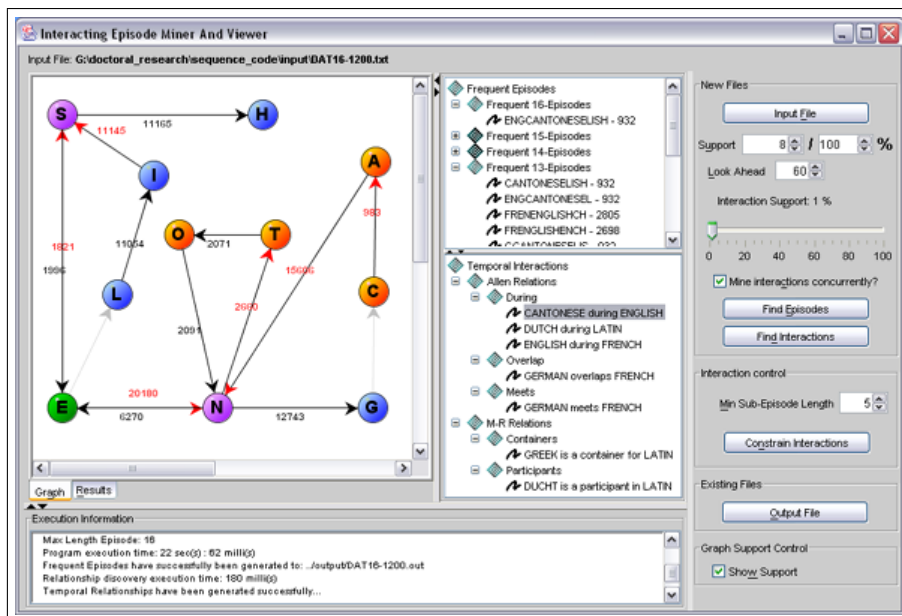 Interacting Episode Miner And Viewer
Input File: G:\doctoral_research\sequence_code\input\DAT16-1200.txt
S
11165
H
11145
I
A
1821
1996
11054
O
2071
T
983
15606
L
2680
C
2091
E
20180
6270
N
12743
G
Graph
Results
Frequent Episodes
Frequent 16-Episodes
ENGCANTONESELISH - 932
Frequent 15-Episodes
Frequent 14-Episodes
Frequent 13-Episodes
CANTONESELISH - 932
ENGCANTONESEL - 932
FRENENGLISHCH - 2805
FRENGLISHENCH - 2698
Temporal Interactions
Allen Relations
During
CANTONESE during ENGLISH
DUTCH during LATIN
ENGLISH during FRENCH
Overlap
GERMAN overlaps FRENCH
Meets
GERMAN meets FRENCH
M-R Relations
Containers
GREEK is a container for LATIN
Participants
DUCHT is a participant in LATIN
New Files
Input File
Support 8 / 100 %
Look Ahead 60
Interaction Support: 1 %
0 20 40 60 80 100
Mine interactions concurrently?
Find Episodes
Find Interactions
Interaction control
Min Sub-Episode Length 5
Constrain Interactions
Existing Files
Output File
Graph Support Control
Show Support
Execution Information
Max Length Episode: 16
Program execution time: 22 sec(s) : 62 milli(s)
Frequent Episodes have successfully been generated to: ../output/DAT16-1200.out
Relationship discovery execution time: 180 milli(s)
Temporal Relationships have been generated successfully...